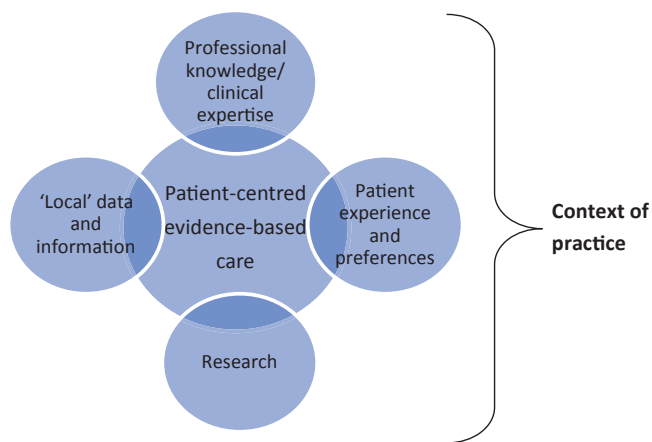 Professional
knowledge/
clinical
expertise
‘Local’ data
and
information
Patient-centred
evidence-based
care
Patient
experience
and
preferences
Research
Context of
practice